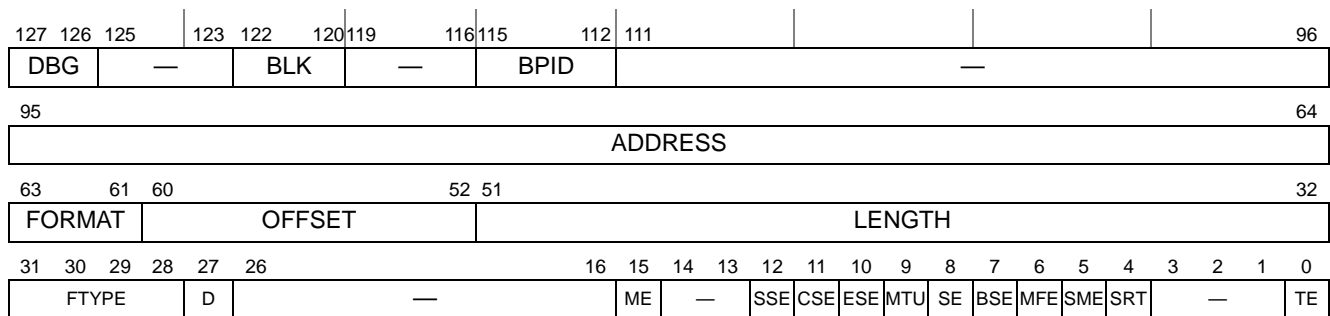 127 126 125 123 122 120 119 116 115 112 111 96
DBG — BLK — BPID —
95 64
ADDRESS
63 61 60 52 51 32
FORMAT OFFSET LENGTH
31 30 29 28 27 26 16 15 14 13 12 11 10 9 8 7 6 5 4 3 2 1 0
FTYPE D — ME — SSE CSE ESE MTU SE BSE MFE SME SRT — TE